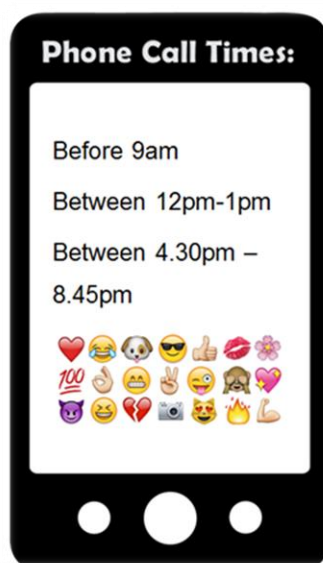 Phone Call Times:
Before 9am
Between 12pm-1pm
Between 4.30pm –
8.45pm
💯